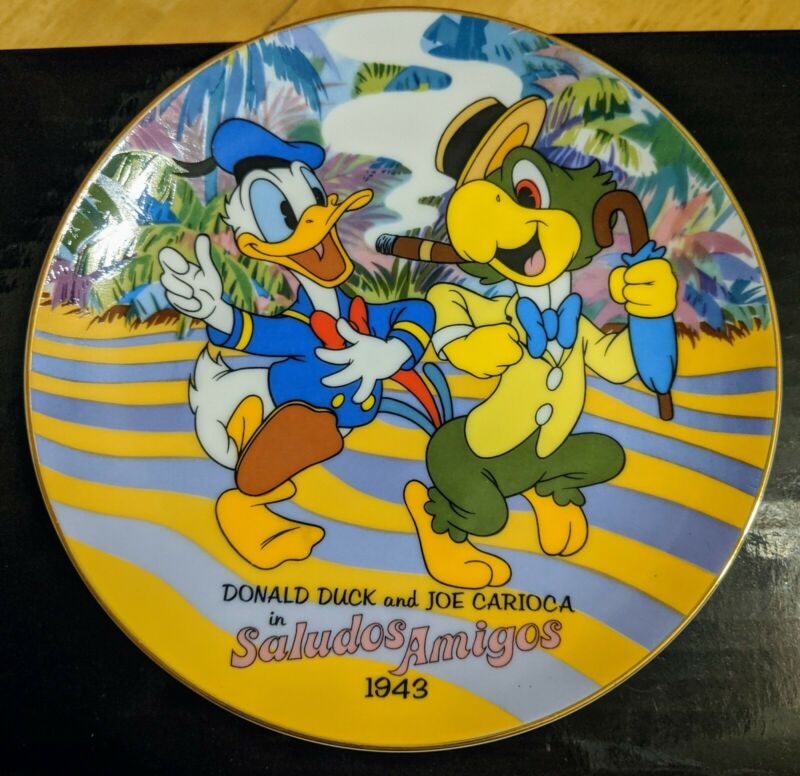 DONALD DUCK and JOE CARIOCA
in
Saludos Amigos
1943